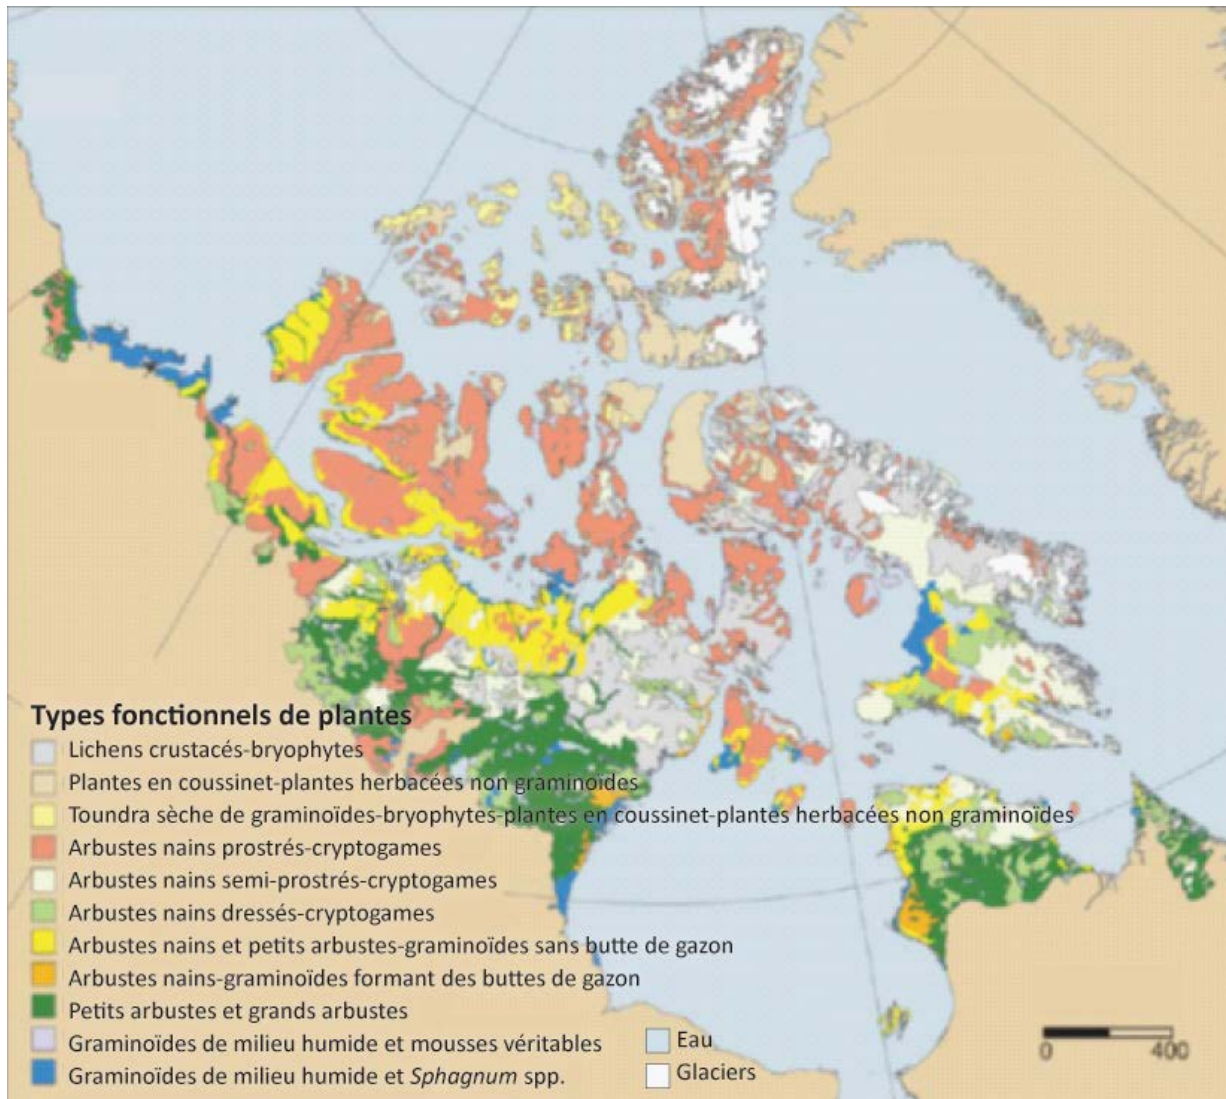 Types fonctionnels de plantes
Lichens crustacés-bryophytes
Plantes en coussinet-plantes herbacées non graminoïdes
Toundra sèche de graminoïdes-bryophytes-plantes en coussinet-plantes herbacées non graminoïdes
Arbustes nains prostrés-cryptogames
Arbustes nains semi-prostrés-cryptogames
Arbustes nains dressés-cryptogames
Arbustes nains et petits arbustes-graminoïdes sans butte de gazon
Arbustes nains-graminoïdes formant des buttes de gazon
Petits arbustes et grands arbustes
Graminoïdes de milieu humide et mousses véritables
Graminoïdes de milieu humide et Sphagnum spp.
Eau
Glaciers
0 400